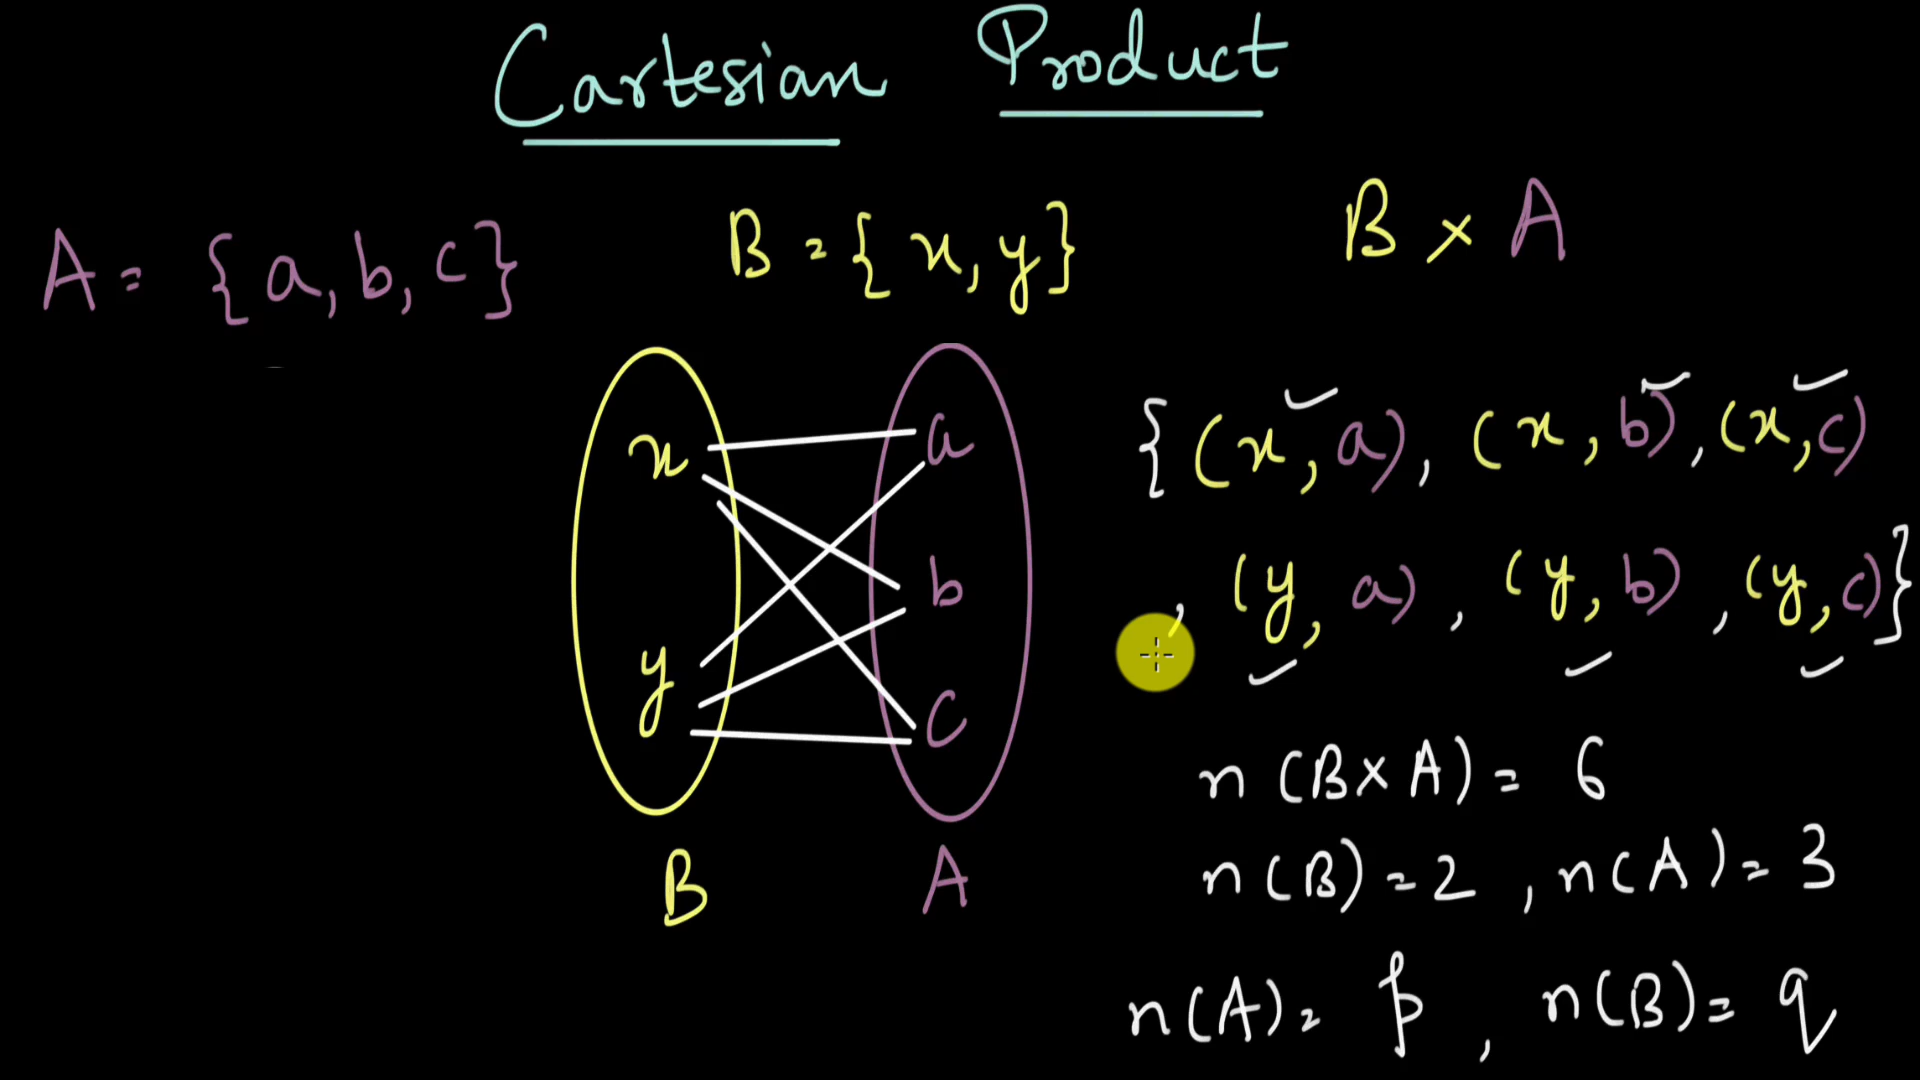 Cartesian Product
A = {a, b, c}
B = {x, y}
B × A
x
y
B
a
b
c
A
{(x, a), (x, b), (x, c)
, (y, a), (y, b), (y, c)}
n(B×A) = 6
n(B) = 2, n(A) = 3
n(A) = p, n(B) = q